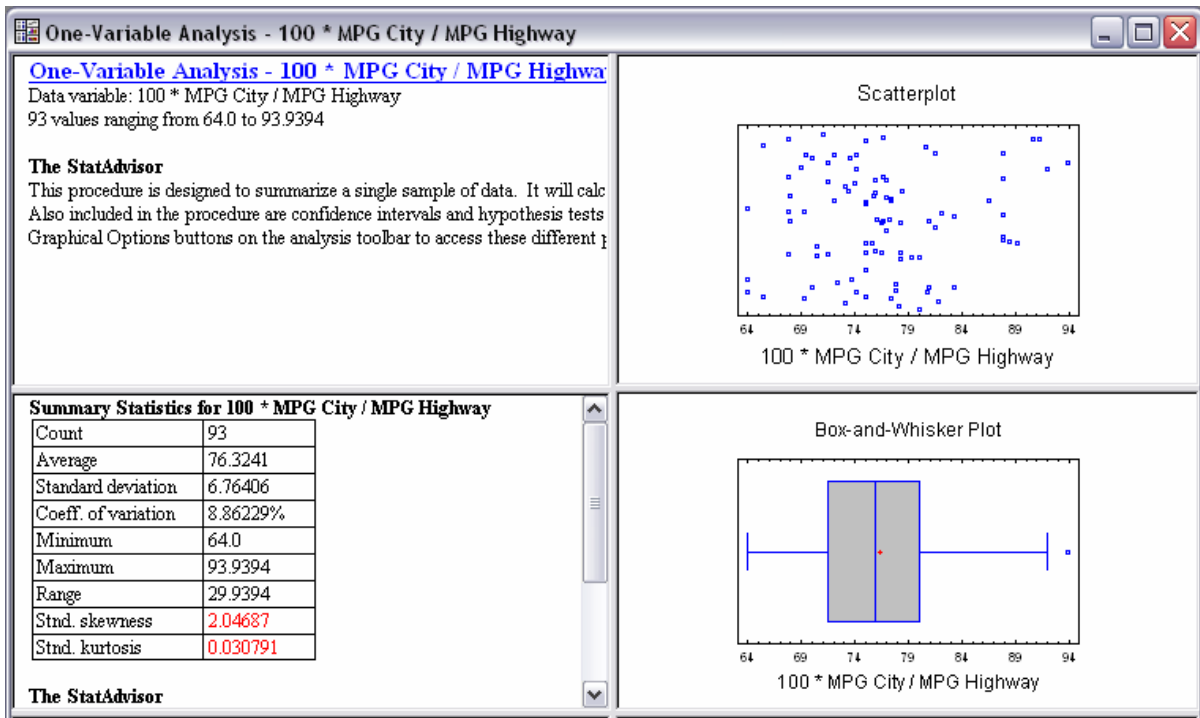 One-Variable Analysis - 100 * MPG City / MPG Highway
One-Variable Analysis - 100 * MPG City / MPG Highwa
Data variable: 100 * MPG City / MPG Highway
93 values ranging from 64.0 to 93.9394
The StatAdvisor
This procedure is designed to summarize a single sample of data. It will calc
Also included in the procedure are confidence intervals and hypothesis tests
Graphical Options buttons on the analysis toolbar to access these different
Scatterplot
64 69 74 79 84 89 94
100 * MPG City / MPG Highway
Summary Statistics for 100 * MPG City / MPG Highway
Count 93
Average 76.3241
Standard deviation 6.76406
Coeff. of variation 8.86229%
Minimum 64.0
Maximum 93.9394
Range 29.9394
Stnd. skewness 2.04687
Stnd. kurtosis 0.030791
The StatAdvisor
Box-and-Whisker Plot
64 69 74 79 84 89 94
100 * MPG City / MPG Highway